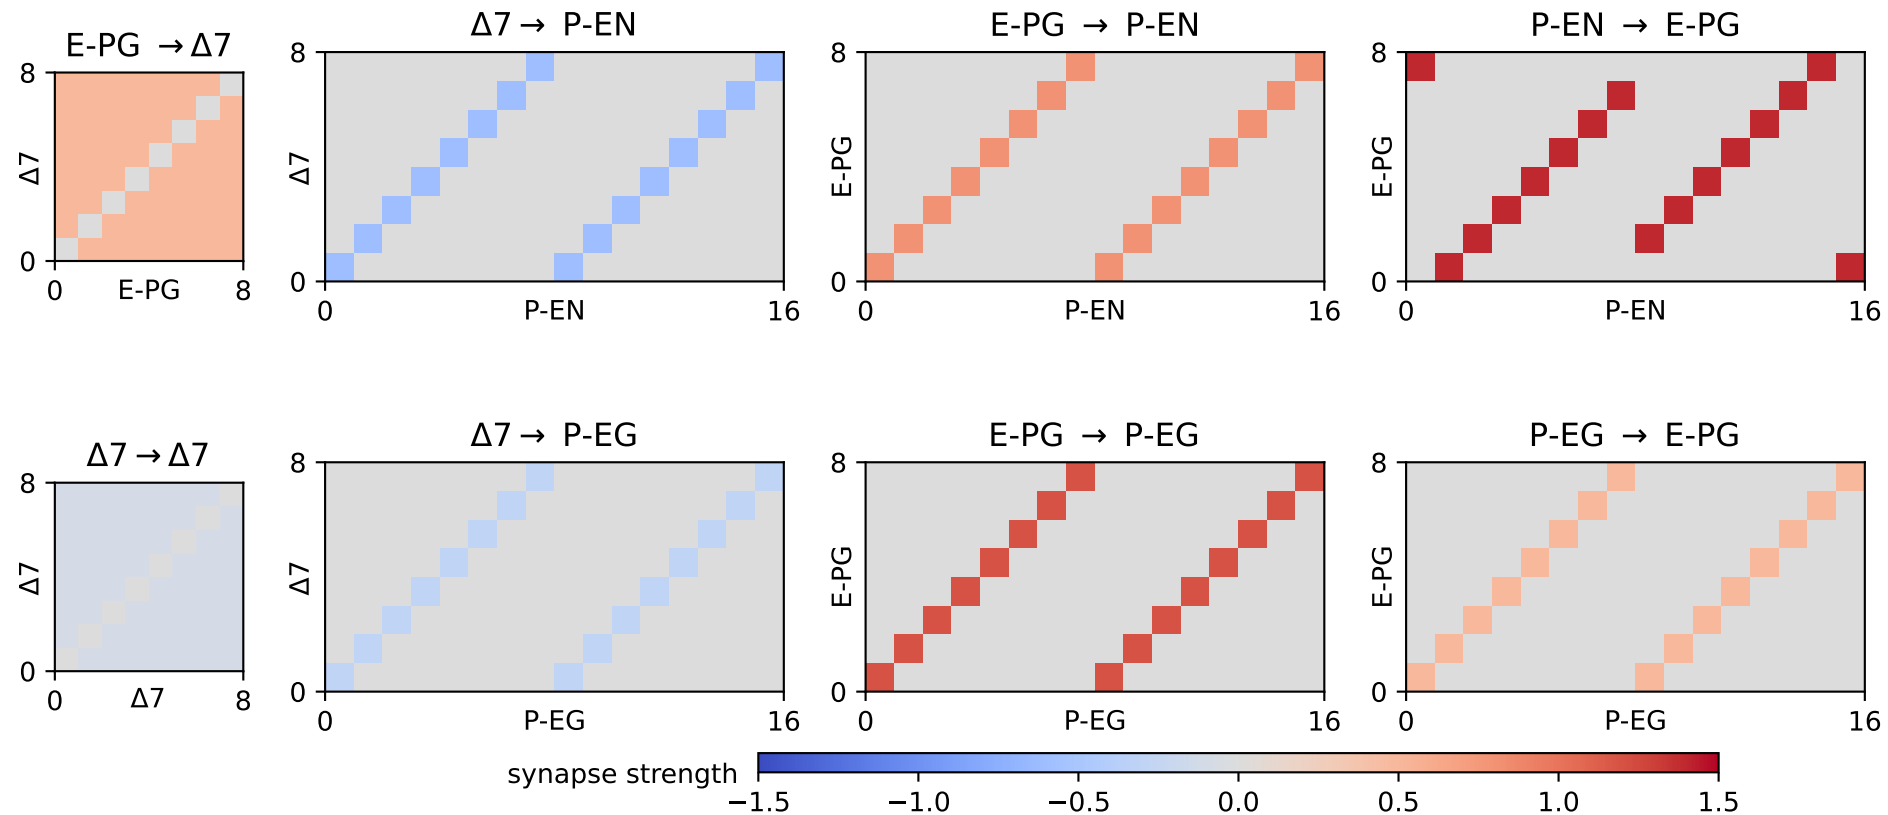 E-PG → Δ7
8
Δ7
0
0
E-PG
8
Δ7 → P-EN
8
Δ7
0
0
P-EN
16
E-PG → P-EN
8
E-PG
0
0
P-EN
16
P-EN → E-PG
8
E-PG
0
0
P-EN
16
Δ7 → Δ7
8
Δ7
0
0
Δ7
8
Δ7 → P-EG
8
Δ7
0
0
P-EG
16
E-PG → P-EG
8
E-PG
0
0
P-EG
16
P-EG → E-PG
8
E-PG
0
0
P-EG
16
synapse strength
−1.5 −1.0 −0.5 0.0 0.5 1.0 1.5